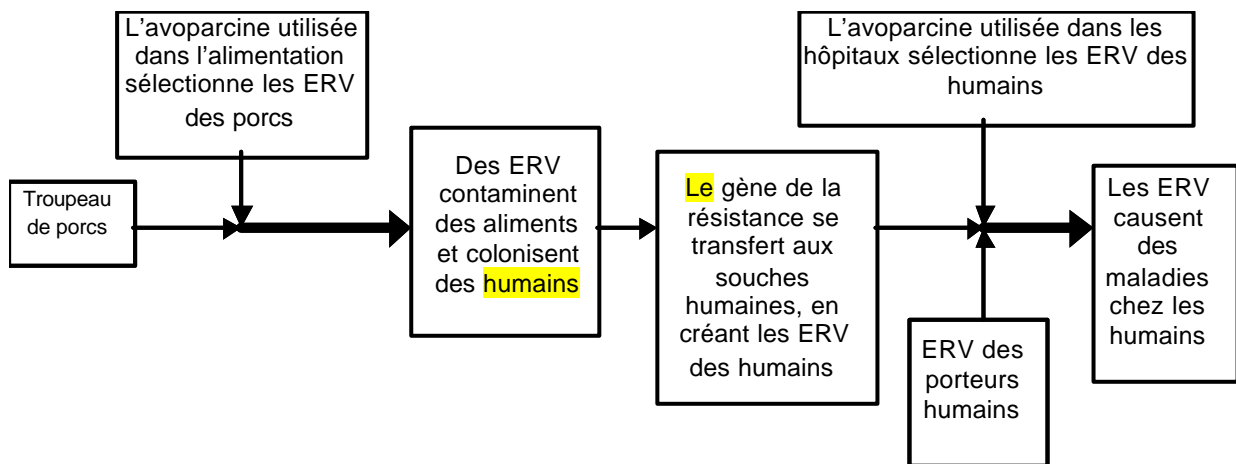 L'avoparcine utilisée
dans l'alimentation
sélectionne les ERV
des porcs
L'avoparcine utilisée dans les
hôpitaux sélectionne les ERV des
humains
Troupeau
de porcs
Des ERV
contaminent
des aliments
et colonisent
des humains
Le gène de la
résistance se
transfert aux
souches
humaines, en
créant les ERV
des humains
ERV des
porteurs
humains
Les ERV
causent
des
maladies
chez les
humains